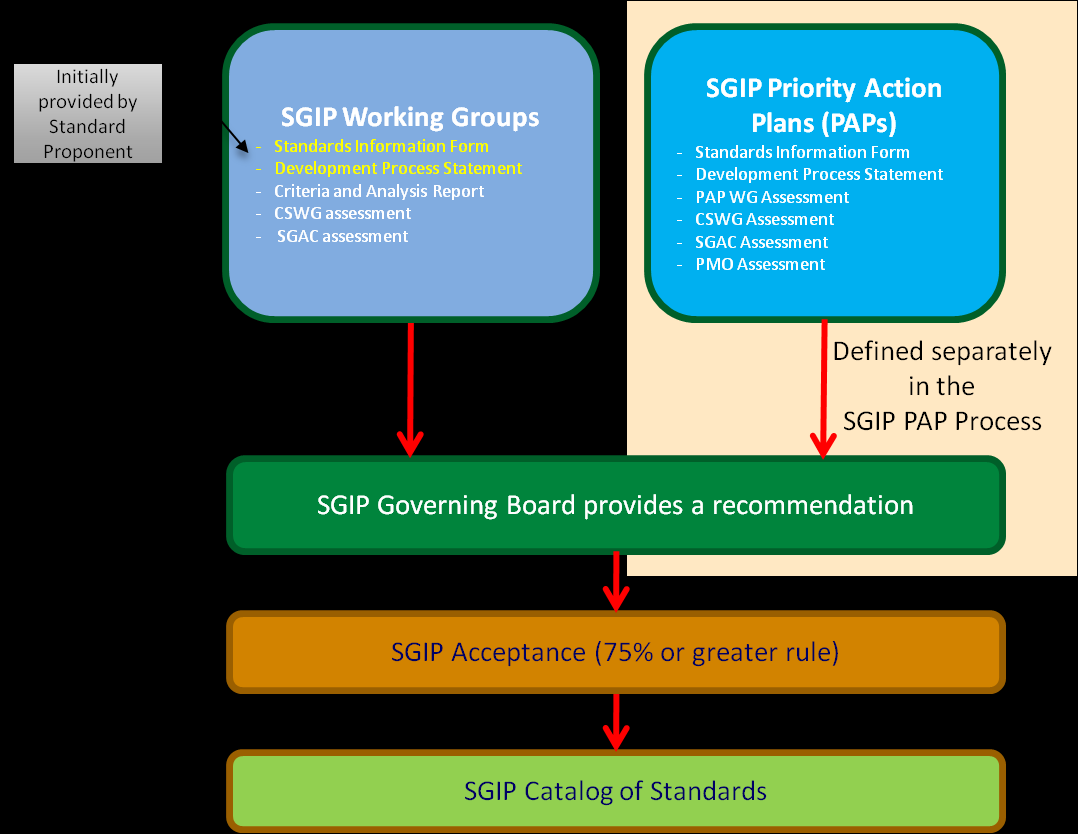 Initially
provided by
Standard
Proponent
SGIP Working Groups
- Standards Information Form
- Development Process Statement
- Criteria and Analysis Report
- CSWG assessment
- SGAC assessment
SGIP Priority Action
Plans (PAPs)
- Standards Information Form
- Development Process Statement
- PAP WG Assessment
- CSWG Assessment
- SGAC Assessment
- PMO Assessment
Defined separately
in the
SGIP PAP Process
SGIP Governing Board provides a recommendation
SGIP Acceptance (75% or greater rule)
SGIP Catalog of Standards